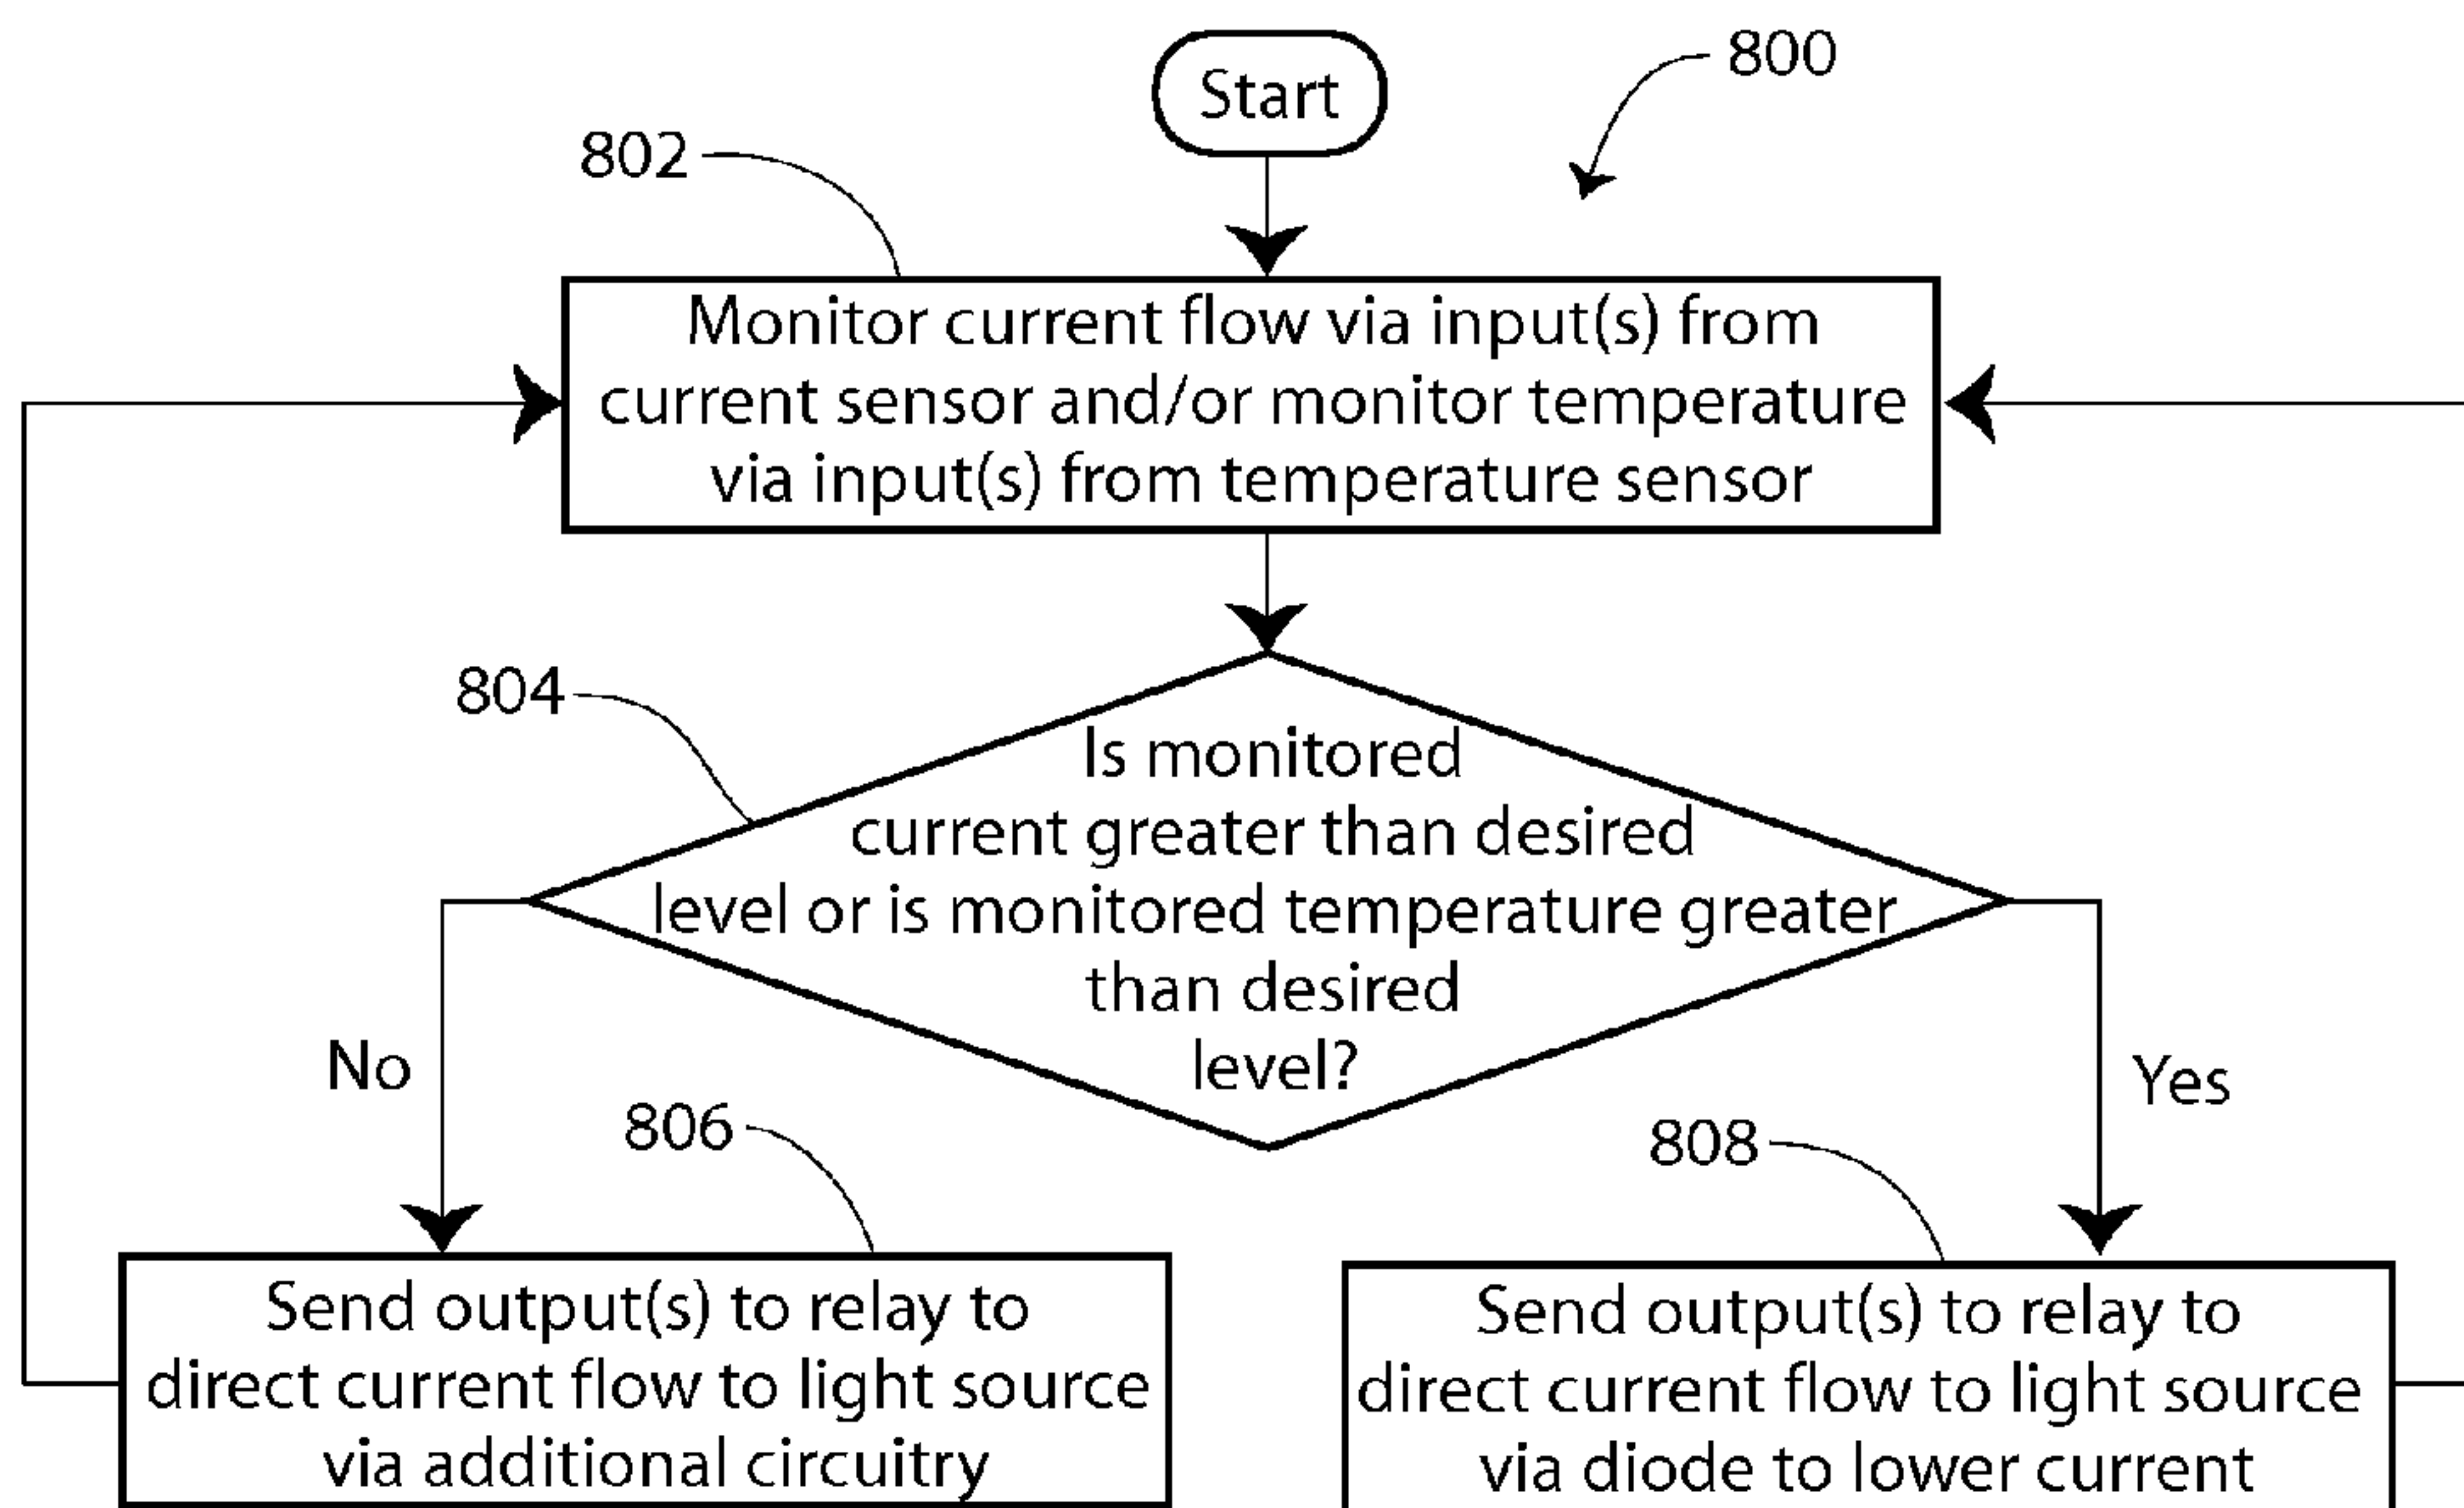 Start
800
802
Monitor current flow via input(s) from
current sensor and/or monitor temperature
via input(s) from temperature sensor
804
Is monitored
current greater than desired
level or is monitored temperature greater
than desired
level?
No
Yes
806
808
Send output(s) to relay to
direct current flow to light source
via additional circuitry
Send output(s) to relay to
direct current flow to light source
via diode to lower current